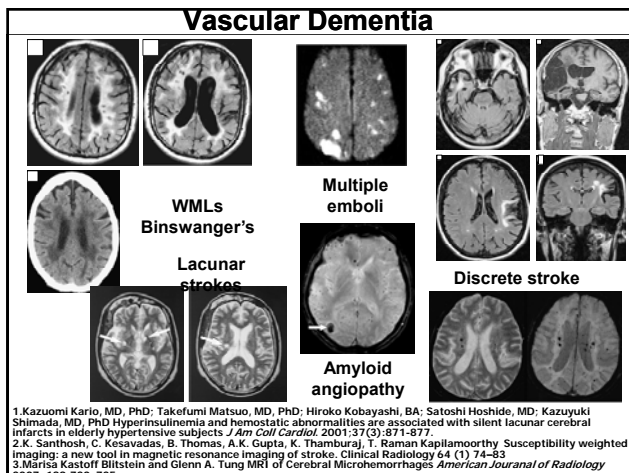 Vascular Dementia
WMLs
Binswanger's
Lacunar
strokes
Multiple
emboli
Amyloid
angiopathy
Discrete stroke
1.Kazuomi Kario, MD, PhD; Takefumi Matsuo, MD, PhD; Hiroko Kobayashi, BA; Satoshi Hoshide, MD; Kazuyuki
Shimada, MD, PhD Hyperinsulinemia and hemostatic abnormalities are associated with silent lacunar cerebral
infarcts in elderly hypertensive subjects J Am Coll Cardiol. 2001;37(3):871-877.
2.K. Santhosh, C. Kesavadas, B. Thomas, A.K. Gupta, K. Thamburaj, T. Raman Kapilamoorthy Susceptibility weighted
imaging: a new tool in magnetic resonance imaging of stroke. Clinical Radiology 64 (1) 74–83
3.Marisa Kastoff Blitstein and Glenn A. Tung MRI of Cerebral Microhemorrhages American Journal of Radiology